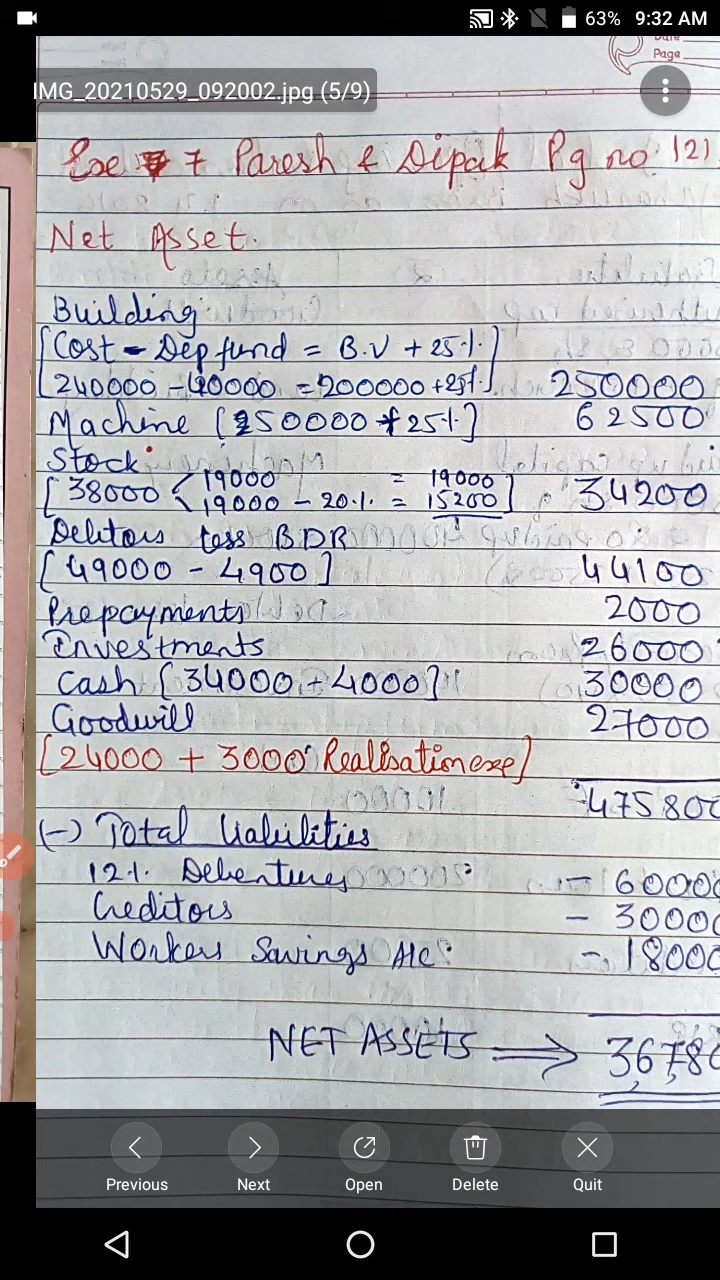 63% 9:32 AM
Date
Page
IMG_20210529_092002.jpg (5/9)
Exe 7 Paresh & Dipak Pg no 121
Net Asset.
Building
[Cost - Dep fund = B.V + 25%.]
[240000 - 40000 = 200000 + 25%.] 250000
Machine [250000 + 25%] 62500
Stock
[38000 < 19000 = 19000
19000 - 20% = 15200] 34200
Debtors less BDR
[49000 - 4900] 44100
Prepayments 2000
Investments 26000
Cash [34000 - 4000] 30000
Goodwill 27000
[24000 + 3000 Realisation exp]
475800
(-) Total Liabilities
12%. Debentures - 60000
Creditors - 30000
Workers Savings A/c: - 18000
NET ASSETS ⟹ 36780
Previous Next Open Delete Quit